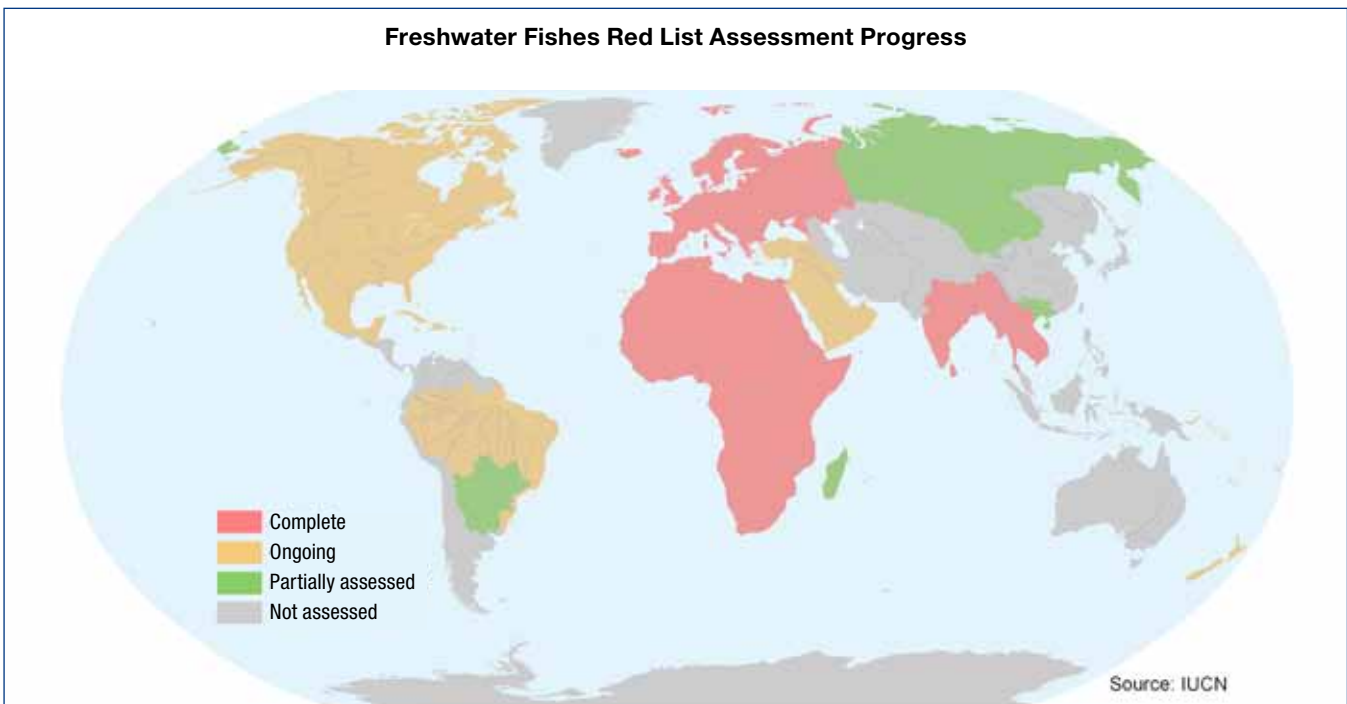 Freshwater Fishes Red List Assessment Progress
Complete
Ongoing
Partially assessed
Not assessed
Source: IUCN